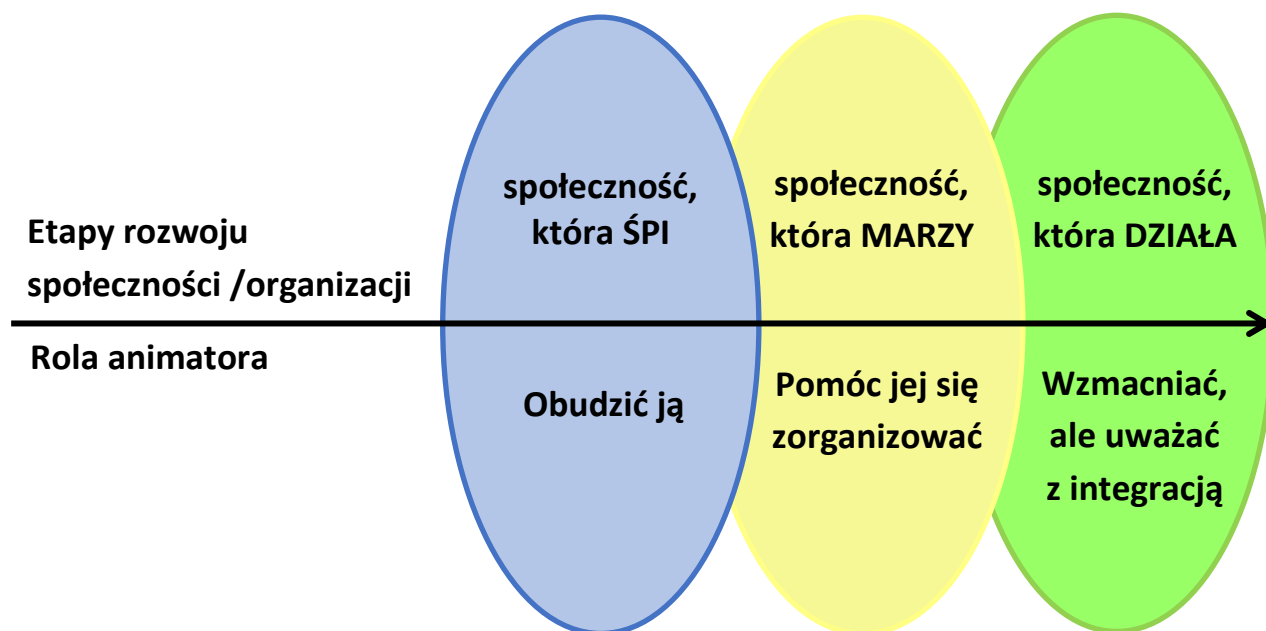 Etapy rozwoju
społeczności /organizacji
społeczność,
która ŚPI
społeczność,
która MARZY
społeczność,
która DZIAŁA
Rola animatora
Obudzić ją
Pomóc jej się
zorganizować
Wzmacniać,
ale uważać
z integracją